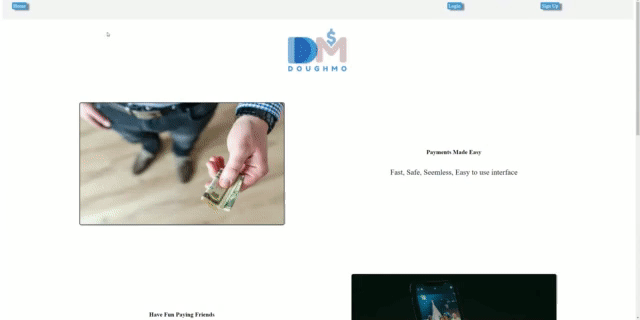 Home
Login
Sign Up
$
DM
DOUGHMO
Payments Made Easy
Fast, Safe, Seemless, Easy to use interface
Have Fun Paying Friends